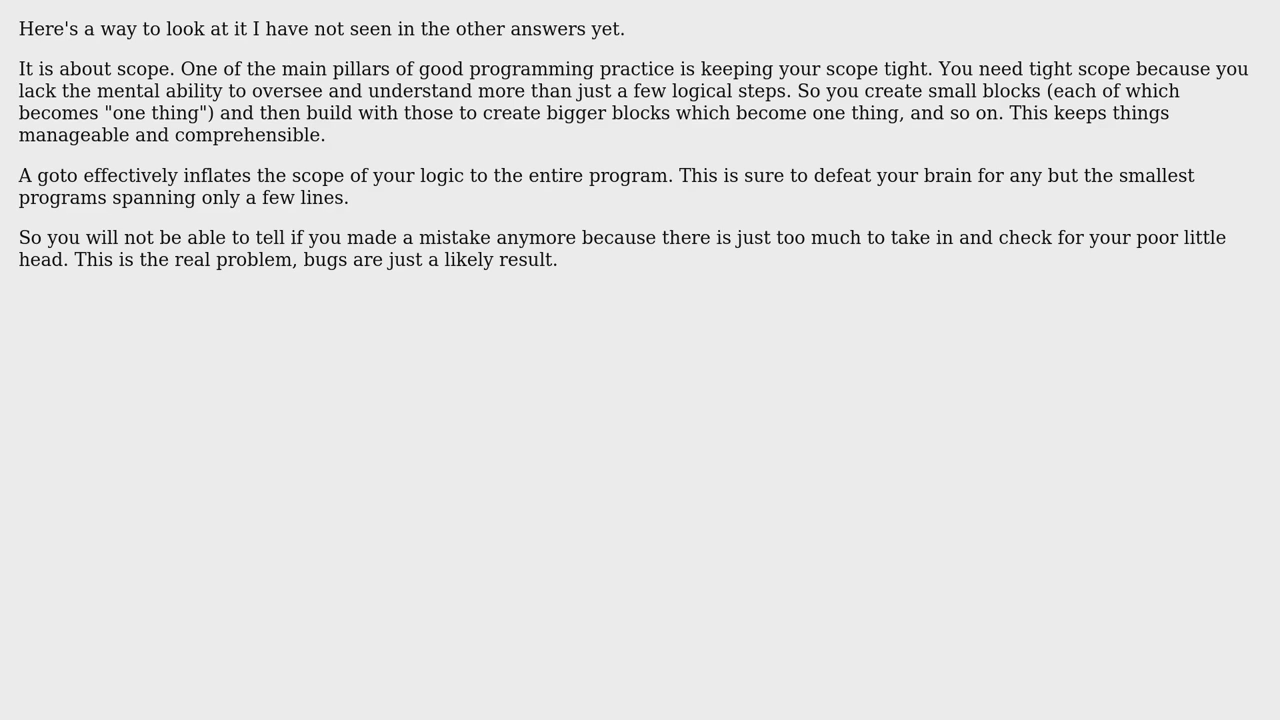 Here's a way to look at it I have not seen in the other answers yet.
It is about scope. One of the main pillars of good programming practice is keeping your scope tight. You need tight scope because you
lack the mental ability to oversee and understand more than just a few logical steps. So you create small blocks (each of which
becomes "one thing") and then build with those to create bigger blocks which become one thing, and so on. This keeps things
manageable and comprehensible.
A goto effectively inflates the scope of your logic to the entire program. This is sure to defeat your brain for any but the smallest
programs spanning only a few lines.
So you will not be able to tell if you made a mistake anymore because there is just too much to take in and check for your poor little
head. This is the real problem, bugs are just a likely result.